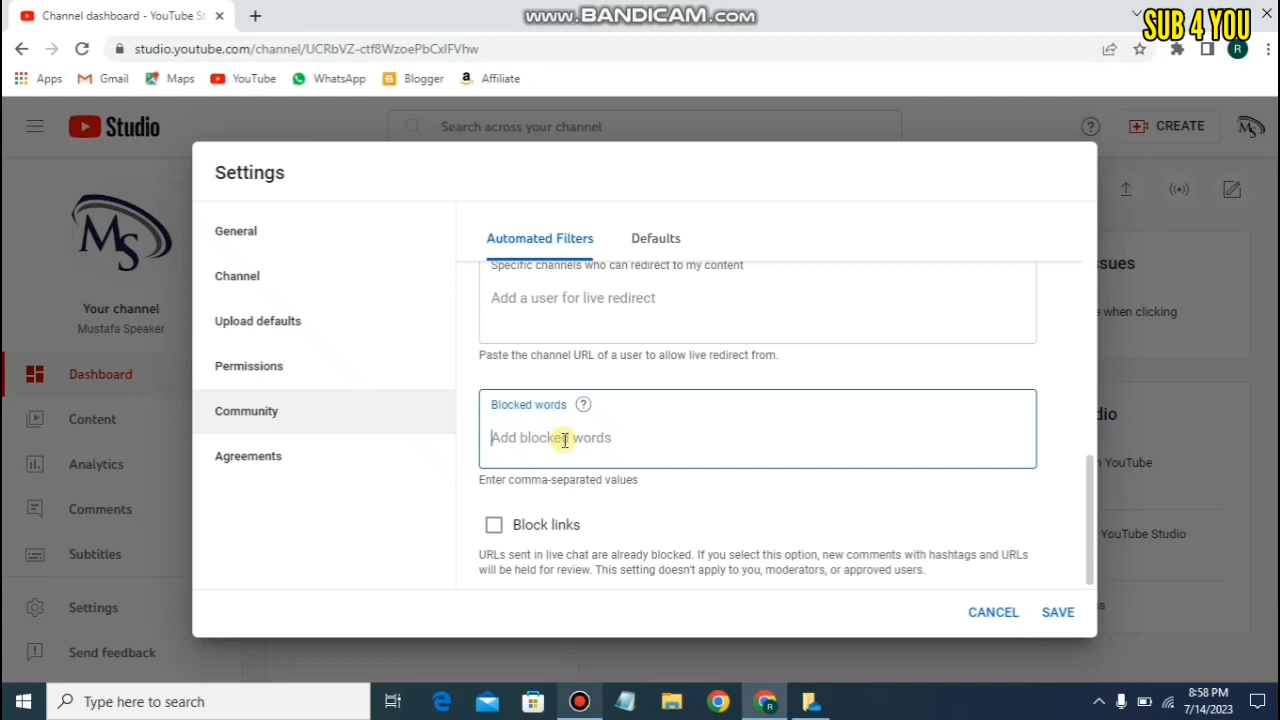 Channel dashboard - YouTube St
www.BANDICAM.com
SUB 4 YOU
studio.youtube.com/channel/UCRbVZ-ctf8WzoePbCxIFVhw
R
Apps
Gmail
Maps
YouTube
WhatsApp
Blogger
Affiliate
Studio
Search across your channel
CREATE
MS
Settings
MS
Your channel
Mustafa Speaker
Dashboard
Content
Analytics
Comments
Subtitles
Settings
Send feedback
General
Channel
Upload defaults
Permissions
Community
Agreements
Automated Filters
Defaults
Specific channels who can redirect to my content
Add a user for live redirect
Paste the channel URL of a user to allow live redirect from.
Blocked words ?
Add blocked words
Enter comma-separated values
Block links
URLs sent in live chat are already blocked. If you select this option, new comments with hashtags and URLs
will be held for review. This setting doesn't apply to you, moderators, or approved users.
CANCEL
SAVE
ssues
when clicking
YouTube
YouTube Studio
Type here to search
8:58 PM
7/14/2023